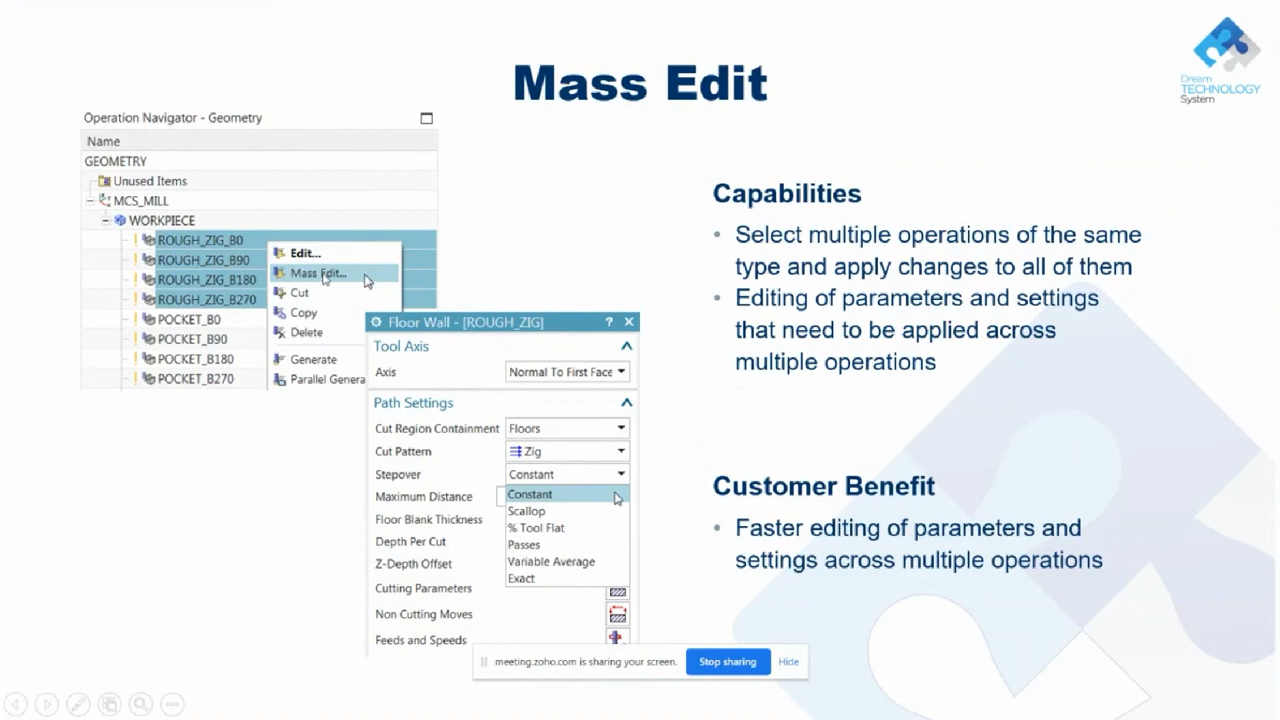 Mass Edit
Dream
TECHNOLOGY
System
Operation Navigator - Geometry
Name
GEOMETRY
Unused Items
MCS_MILL
WORKPIECE
ROUGH_ZIG_B0
ROUGH_ZIG_B90
ROUGH_ZIG_B180
ROUGH_ZIG_B270
POCKET_B0
POCKET_B90
POCKET_B180
POCKET_B270
Edit...
Mass Edit...
Cut
Copy
Delete
Generate
Parallel Genera
Floor Wall - [ROUGH_ZIG]
Tool Axis
Axis Normal To First Face
Path Settings
Cut Region Containment Floors
Cut Pattern Zig
Stepover Constant
Maximum Distance Constant
Scallop
Floor Blank Thickness % Tool Flat
Depth Per Cut Passes
Z-Depth Offset Variable Average
Exact
Cutting Parameters
Non Cutting Moves
Feeds and Speeds
Capabilities
• Select multiple operations of the same
type and apply changes to all of them
• Editing of parameters and settings
that need to be applied across
multiple operations
Customer Benefit
• Faster editing of parameters and
settings across multiple operations
meeting.zoho.com is sharing your screen. Stop sharing Hide